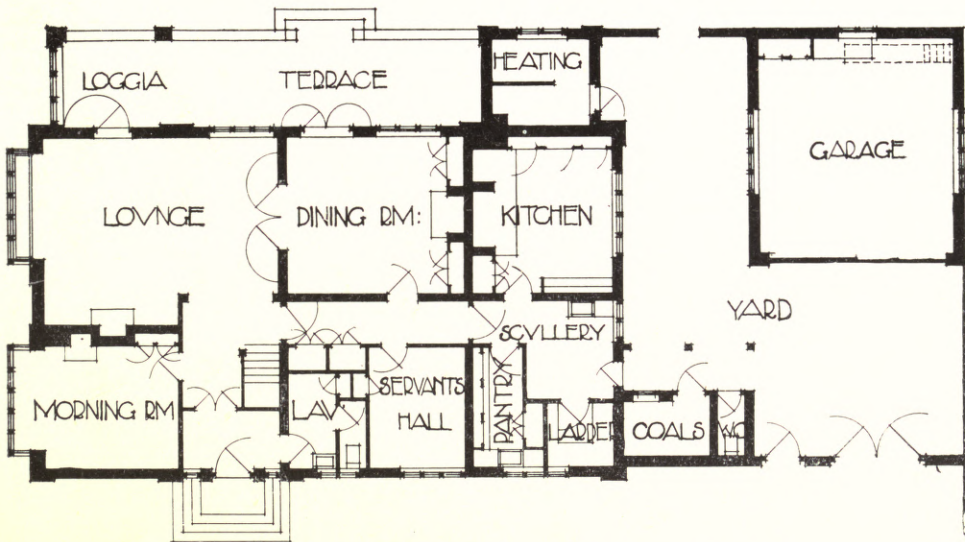 HEATING
LOGGIA
TERRACE
GARAGE
LOVNGE
DINING RM:
KITCHEN
YARD
SCVLLERY
MORNING RM
LAV
SERVANTS
HALL
PANTRY
LARDER
COALS
WC